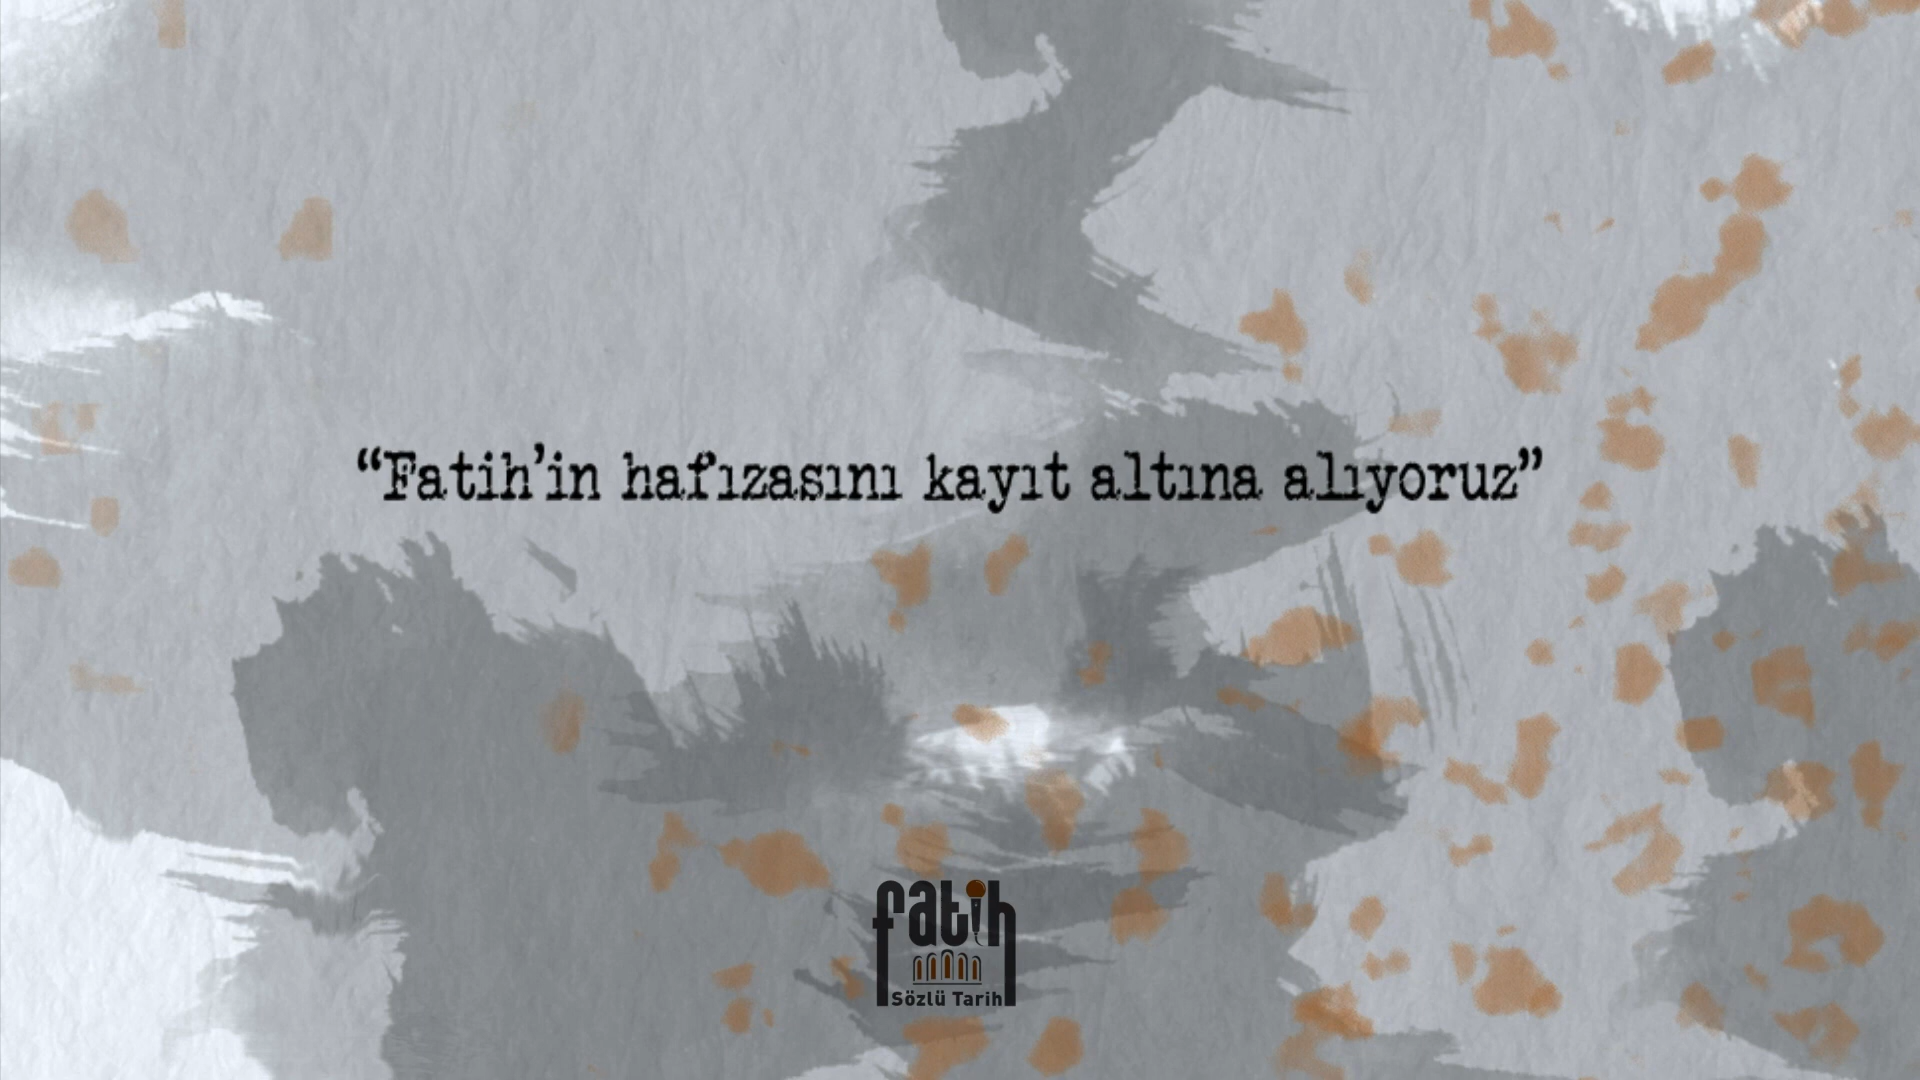 “Fatih’in hafızasını kayıt altına alıyoruz”
fatih
Sözlü Tarih